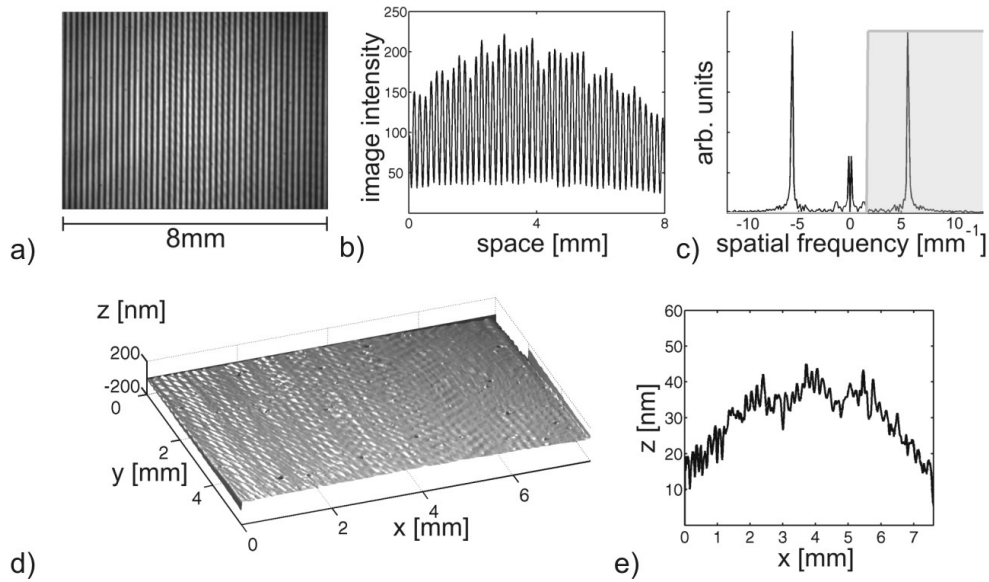 8mm
a)
image intensity
250
200
150
100
50
0
4
8
space [mm]
b)
arb. units
-10
-5
0
5
10
spatial frequency [mm-1]
c)
z [nm]
200
-200
0
2
4
y [mm]
0
2
4
6
x [mm]
d)
z [nm]
60
50
40
30
20
10
0 1 2 3 4 5 6 7
x [mm]
e)